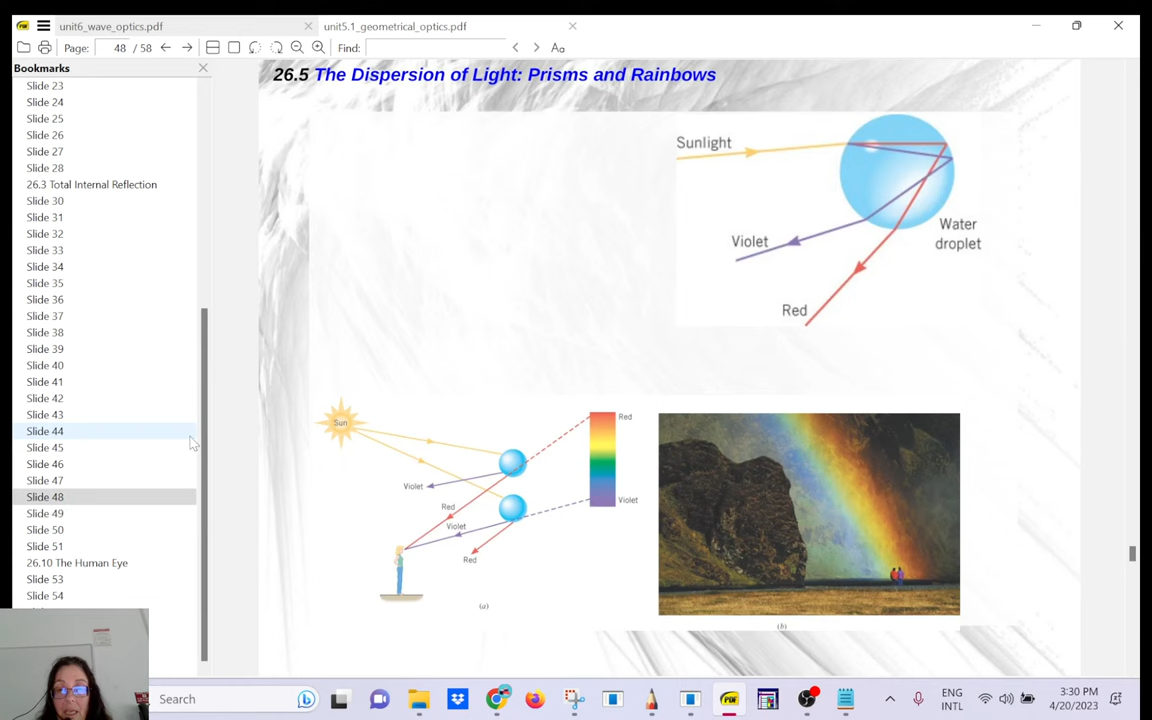 unit6_wave_optics.pdf
unit5.1_geometrical_optics.pdf
Page: 48 / 58
Find:
Bookmarks
Slide 23
Slide 24
Slide 25
Slide 26
Slide 27
Slide 28
26.3 Total Internal Reflection
Slide 30
Slide 31
Slide 32
Slide 33
Slide 34
Slide 35
Slide 36
Slide 37
Slide 38
Slide 39
Slide 40
Slide 41
Slide 42
Slide 43
Slide 44
Slide 45
Slide 46
Slide 47
Slide 48
Slide 49
Slide 50
Slide 51
26.10 The Human Eye
Slide 53
Slide 54
26.5 The Dispersion of Light: Prisms and Rainbows
Sunlight
Water
droplet
Violet
Red
Sun
Red
Violet
Red
Violet
Violet
Red
(a)
(b)
Search
ENG
INTL
3:30 PM
4/20/2023